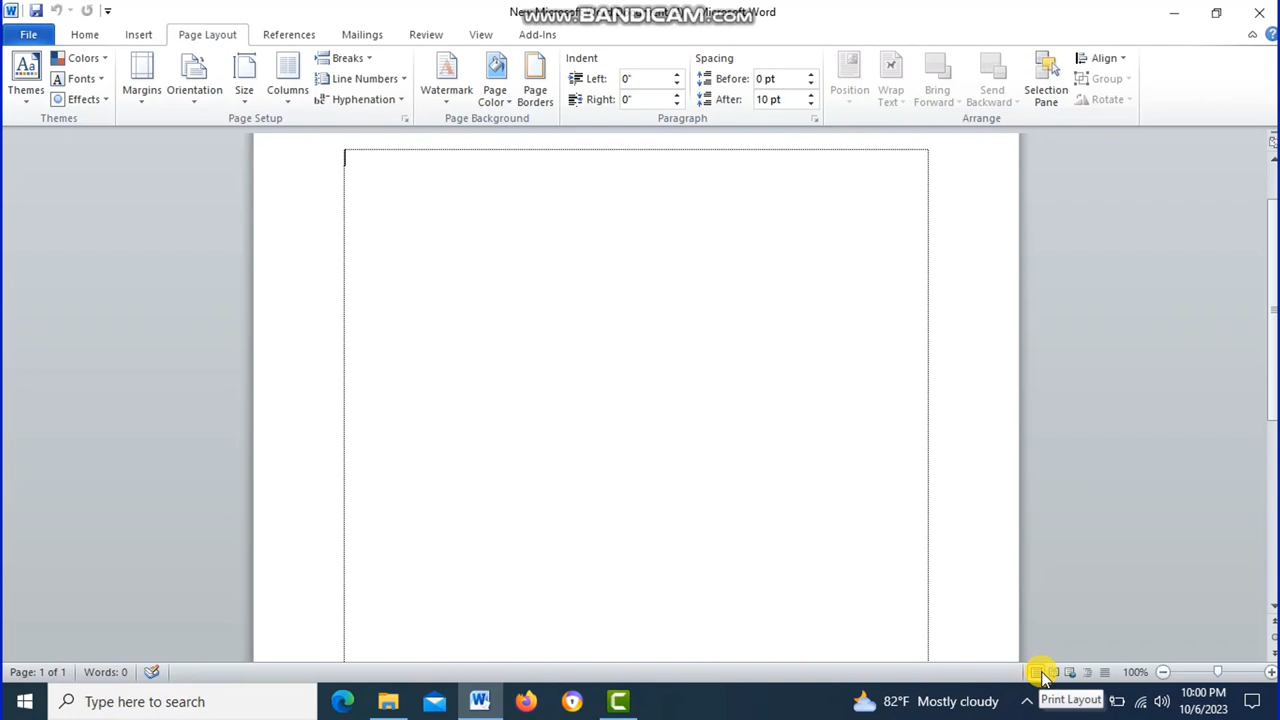 New Microsoft Word
www.BANDICAM.com
File Home Insert Page Layout References Mailings Review View Add-Ins
Themes
Colors
Fonts
Effects
Themes
Margins
Orientation
Size
Columns
Breaks
Line Numbers
Hyphenation
Page Setup
Watermark
Page
Color
Page
Borders
Page Background
Indent
Left: 0"
Right: 0"
Spacing
Before: 0 pt
After: 10 pt
Paragraph
Position
Wrap
Text
Bring
Forward
Send
Backward
Selection
Pane
Align
Group
Rotate
Arrange
Page: 1 of 1 Words: 0 100%
Print Layout
Type here to search
82°F Mostly cloudy
10:00 PM
10/6/2023